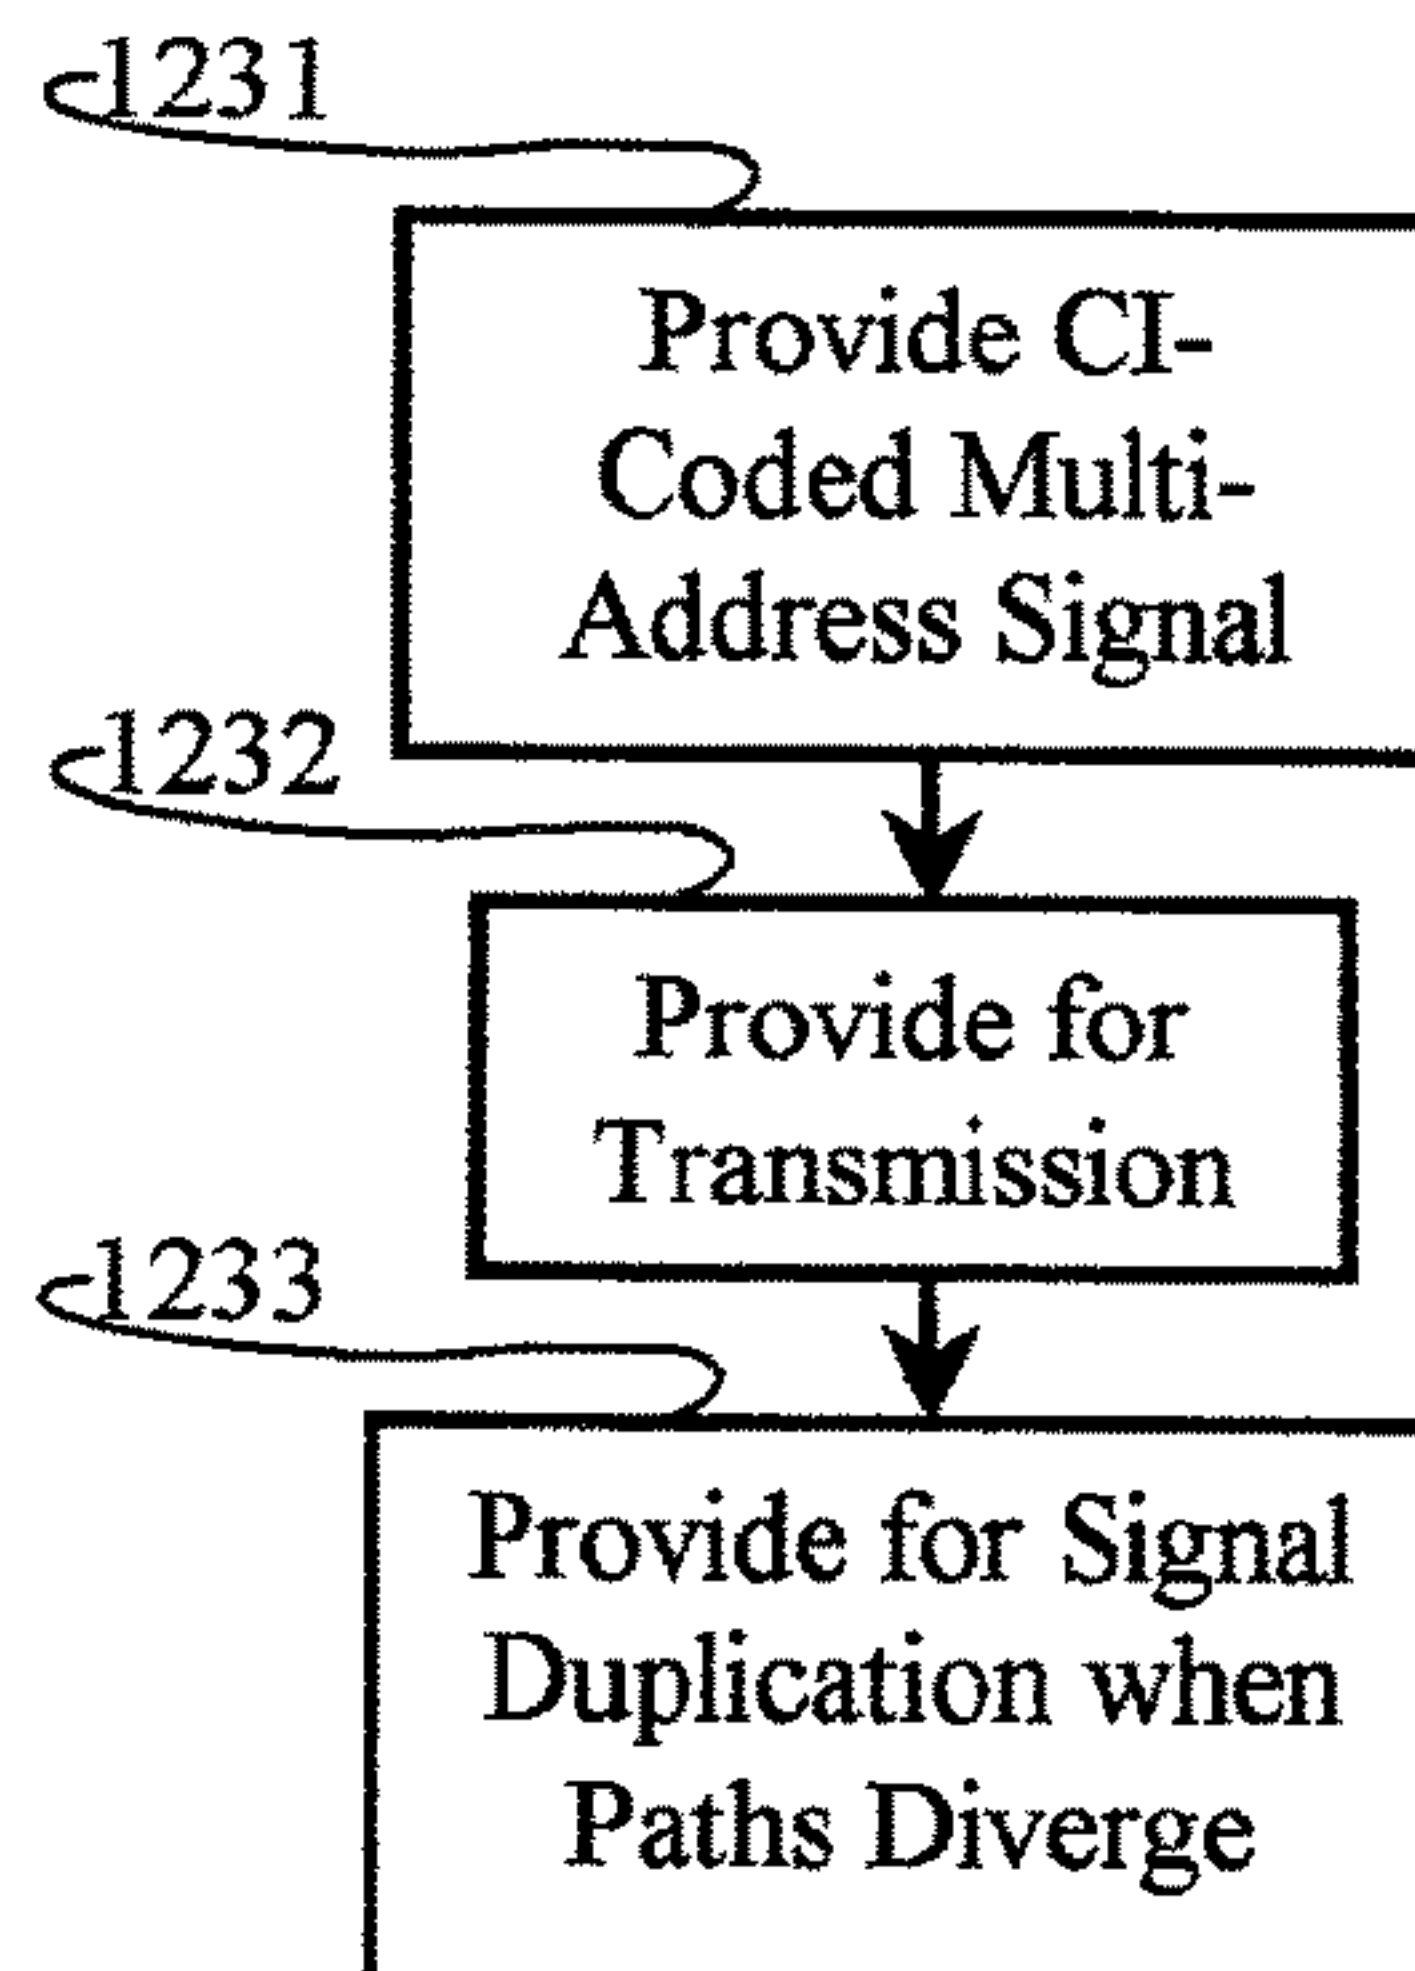 1231
Provide CI-
Coded Multi-
Address Signal
1232
Provide for
Transmission
1233
Provide for Signal
Duplication when
Paths Diverge